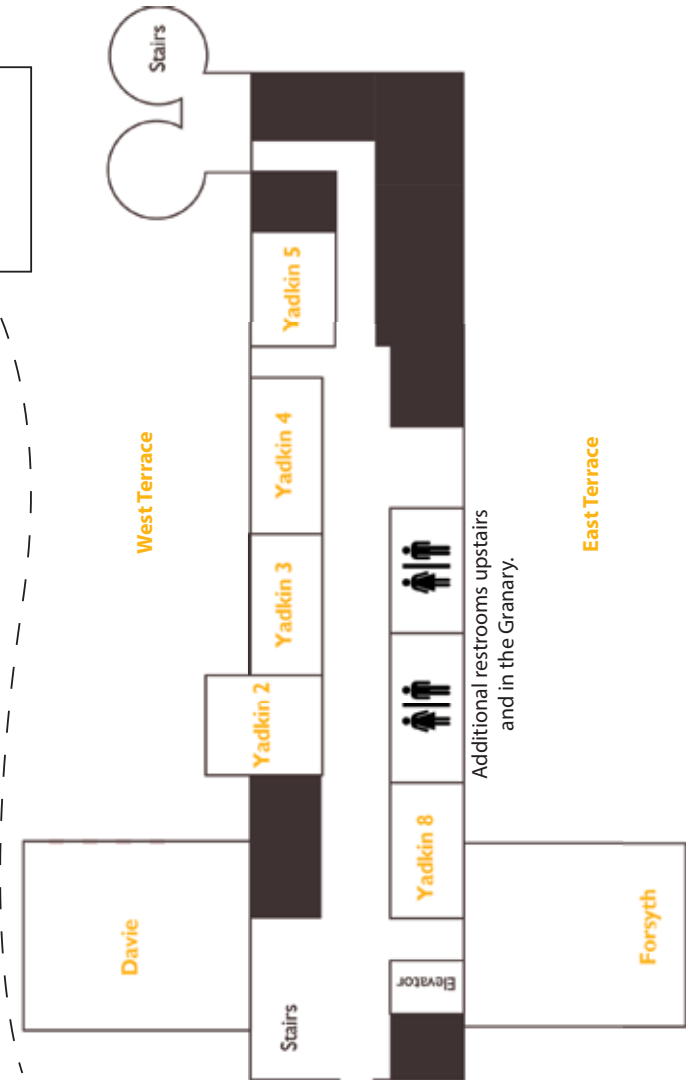 Stairs
Yadkin 5
West Terrace
Yadkin 4
East Terrace
Yadkin 3
Additional restrooms upstairs
and in the Granary.
Yadkin 2
Yadkin 8
Davie
Forsyth
Elevator
Stairs